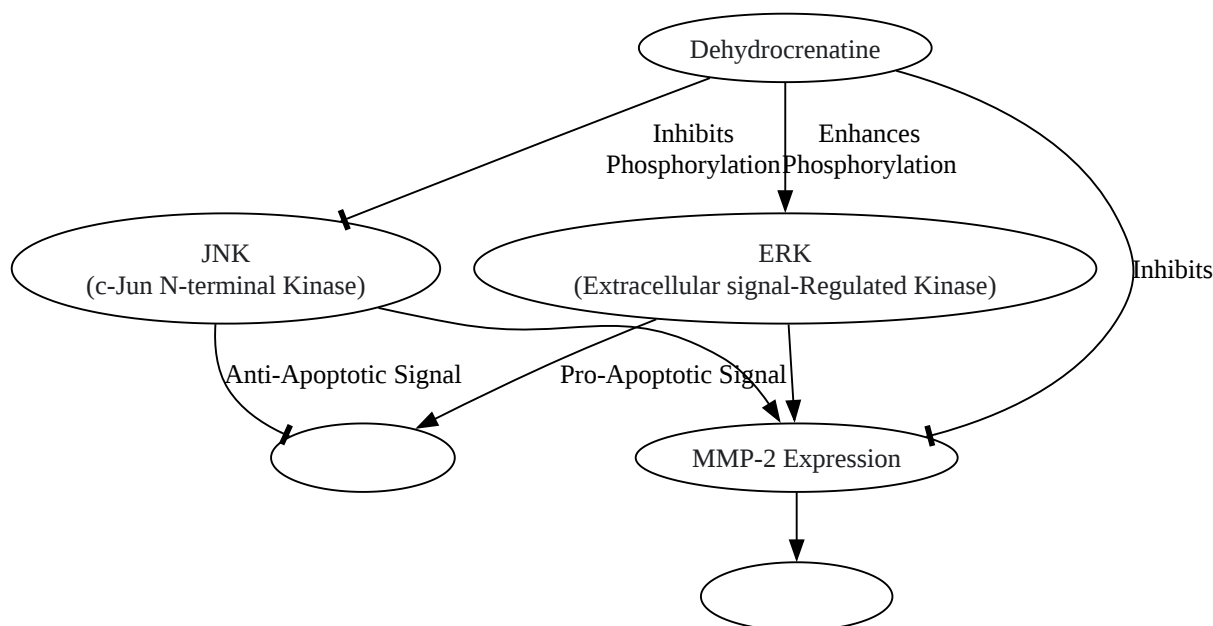 Dehydrocrenatine
Inhibits
Phosphorylation
Enhances
Phosphorylation
JNK
(c-Jun N-terminal Kinase)
ERK
(Extracellular signal-Regulated Kinase)
Inhibits
Anti-Apoptotic Signal
Pro-Apoptotic Signal
MMP-2 Expression